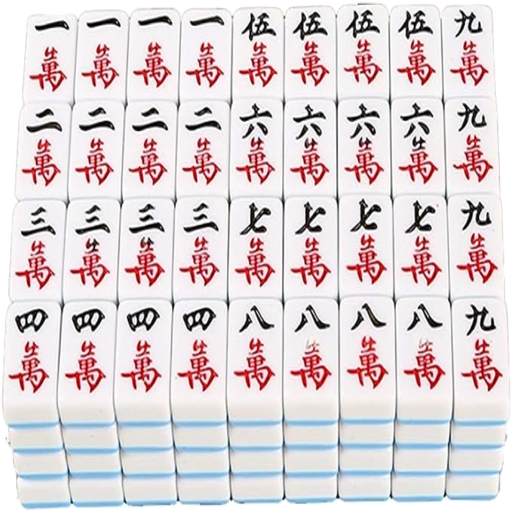 一 一 一 一 伍 伍 伍 伍 九
萬 萬 萬 萬 萬 萬 萬 萬 萬
二 二 二 二 六 六 六 六 九
萬 萬 萬 萬 萬 萬 萬 萬 萬
三 三 三 三 七 七 七 七 九
萬 萬 萬 萬 萬 萬 萬 萬 萬
四 四 四 四 八 八 八 八 九
萬 萬 萬 萬 萬 萬 萬 萬 萬